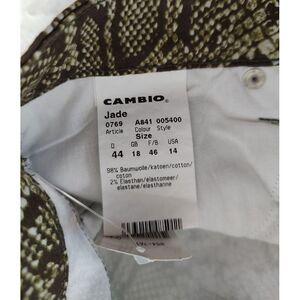 CAMBIO®
Jade
0769 A841 005400
Article Colour Style
Size
D GB F/B USA
44 18 46 14
98% Baumwolle/katoen/cotton/
coton
2% Elasthan/elastomeer/
elastane/elasthanne